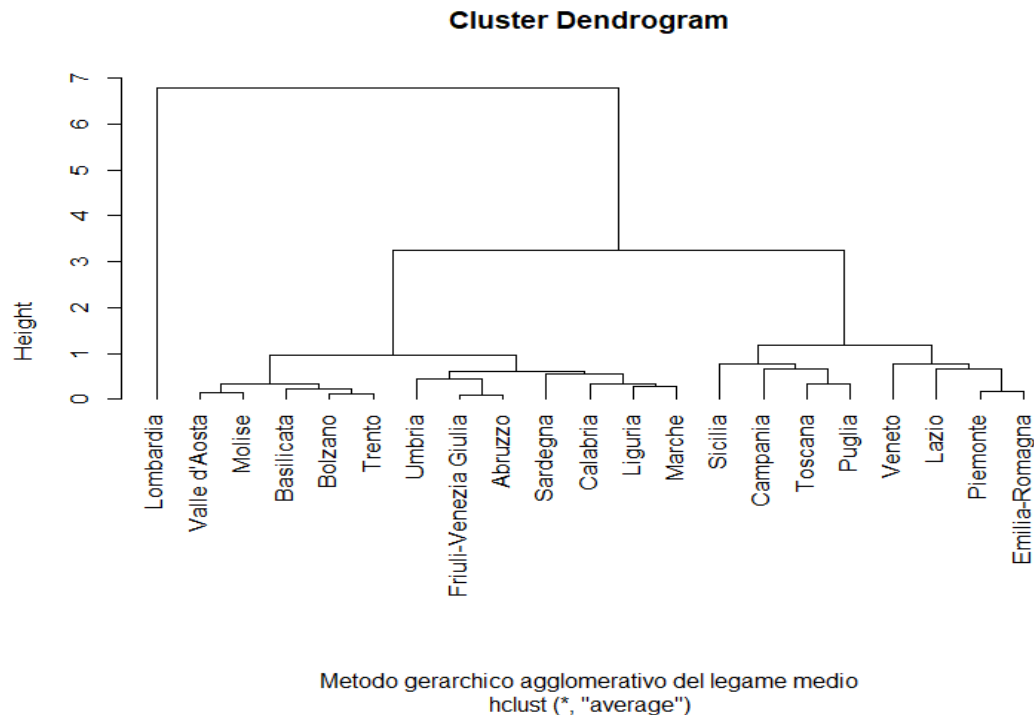 Cluster Dendrogram
Height
7
6
5
4
3
2
1
0
Lombardia
Valle d'Aosta
Molise
Basilicata
Bolzano
Trento
Umbria
Friuli-Venezia Giulia
Abruzzo
Sardegna
Calabria
Liguria
Marche
Sicilia
Campania
Toscana
Puglia
Veneto
Lazio
Piemonte
Emilia-Romagna
Metodo gerarchico agglomerativo del legame medio
hclust (*, "average")